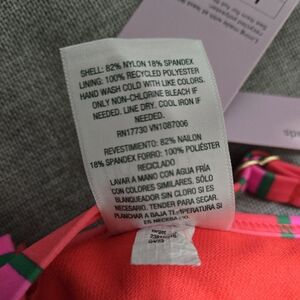 SHELL: 82% NYLON 18% SPANDEX
LINING: 100% RECYCLED POLYESTER
HAND WASH COLD WITH LIKE COLORS.
ONLY NON-CHLORINE BLEACH IF
NEEDED. LINE DRY. COOL IRON IF
NEEDED.
RN17730 VN1087006
REVESTIMIENTO: 82% NAILON
18% SPANDEX FORRO: 100% POLIÉSTER
RECICLADO
LAVAR A MANO CON AGUA FRÍA
CON COLORES SIMILARES. SÓLO
BLANQUEADOR SIN CLORO SI ES
NECESARIO. TENDER PARA SECAR.
PLANCHAR A BAJA TEMPERATURA SI
ES NECESARIO.